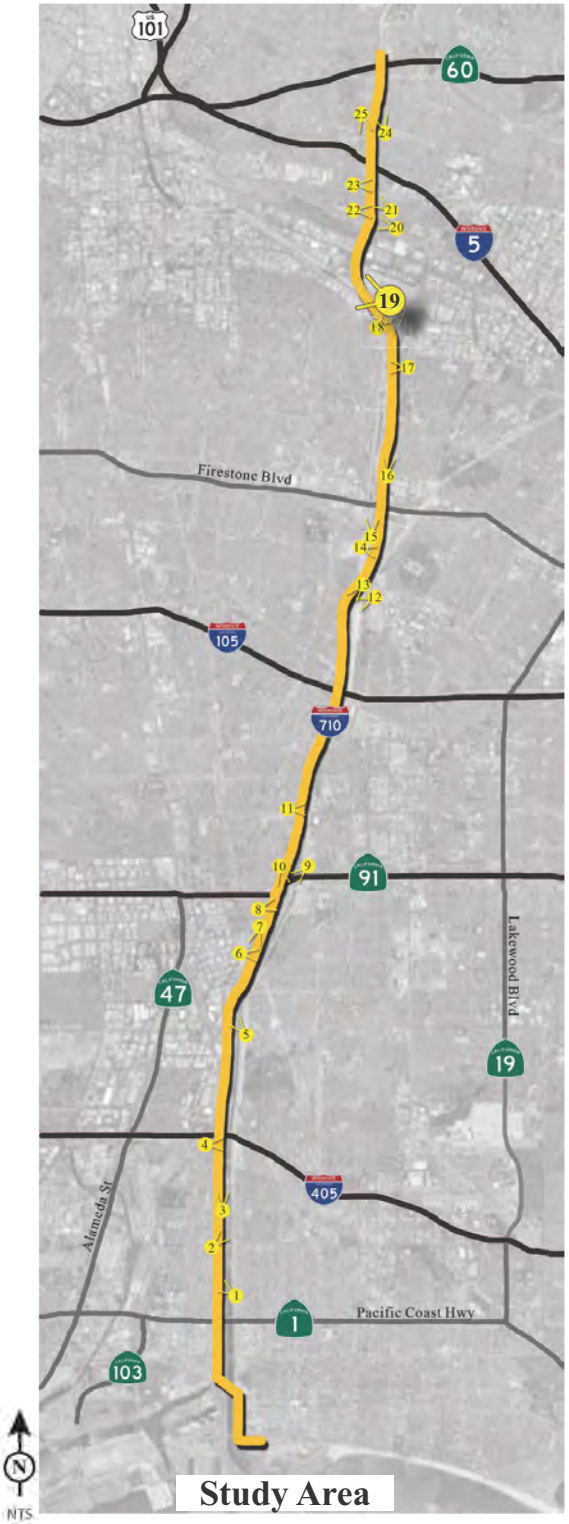 US
101
CALIFORNIA
60
25
24
23
22
21
20
INTERSTATE
5
19
18
17
16
Firestone Blvd
15
14
13
12
INTERSTATE
105
INTERSTATE
710
11
10
9
CALIFORNIA
91
8
7
6
CALIFORNIA
47
Lakewood Blvd
5
CALIFORNIA
19
4
INTERSTATE
405
Alameda St
3
2
1
CALIFORNIA
1
Pacific Coast Hwy
CALIFORNIA
103
N
NTS
Study Area